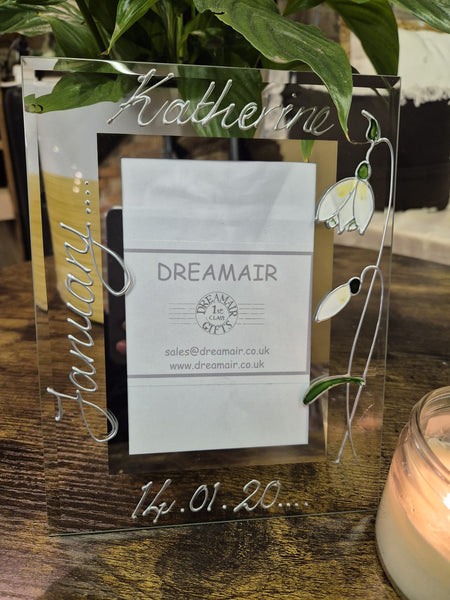 Katherine
January....
DREAMAIR
DREAMAIR
1st
CLASS
GIFTS
sales@dreamair.co.uk
www.dreamair.co.uk
14.01.20....